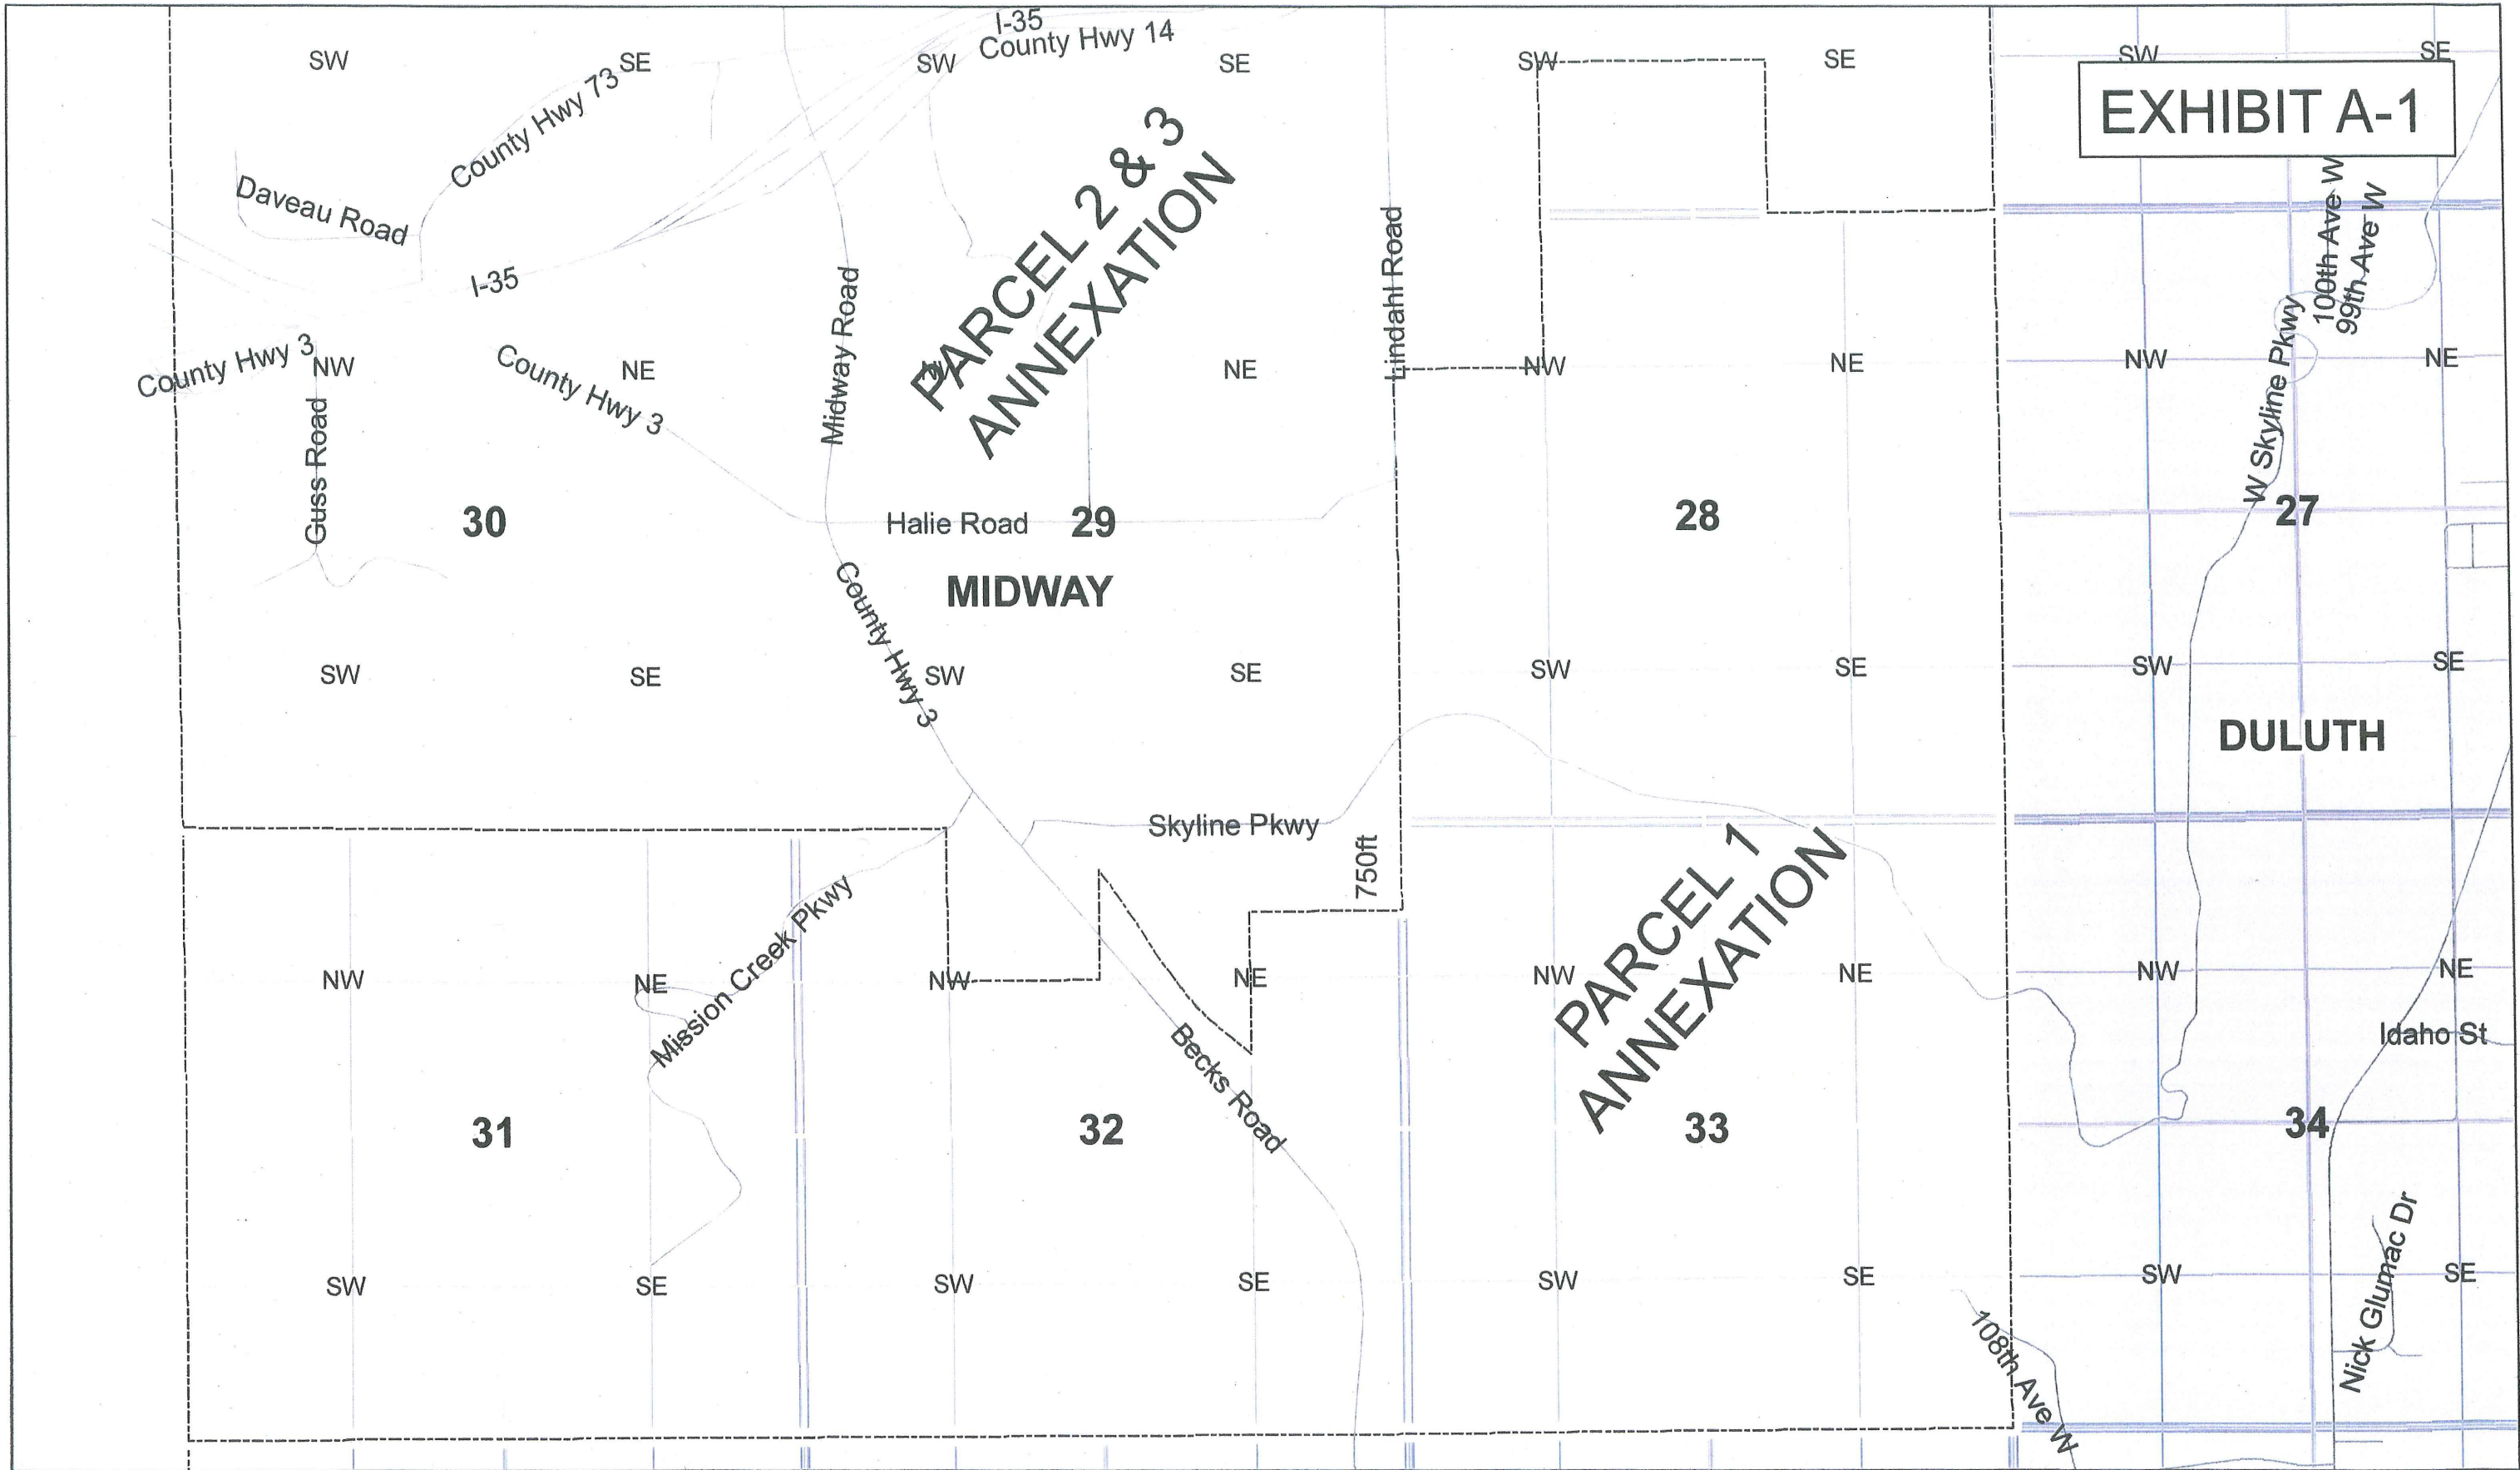 I-35
County Hwy 14
SW
SE
SW
SE
SW
SE
SW
SE
EXHIBIT A-1
County Hwy 73
Daveau Road
I-35
PARCEL 2 & 3
ANNEXATION
Midway Road
Lindahl Road
100th Ave W
99th Ave W
W Skyline Pkwy
County Hwy 3
NW
County Hwy 3
NE
NE
NW
NE
NW
NE
Guss Road
30
Halie Road
29
28
27
MIDWAY
County Hwy 3
SW
SE
SW
SE
SW
SE
SW
SE
DULUTH
Skyline Pkwy
750ft
PARCEL 1
ANNEXATION
Mission Creek Pkwy
NW
NE
NW
NE
NW
NE
NW
NE
Idaho St
Becks Road
31
32
33
34
SW
SE
SW
SE
SW
SE
SW
SE
Nick Glumac Dr
108th Ave W